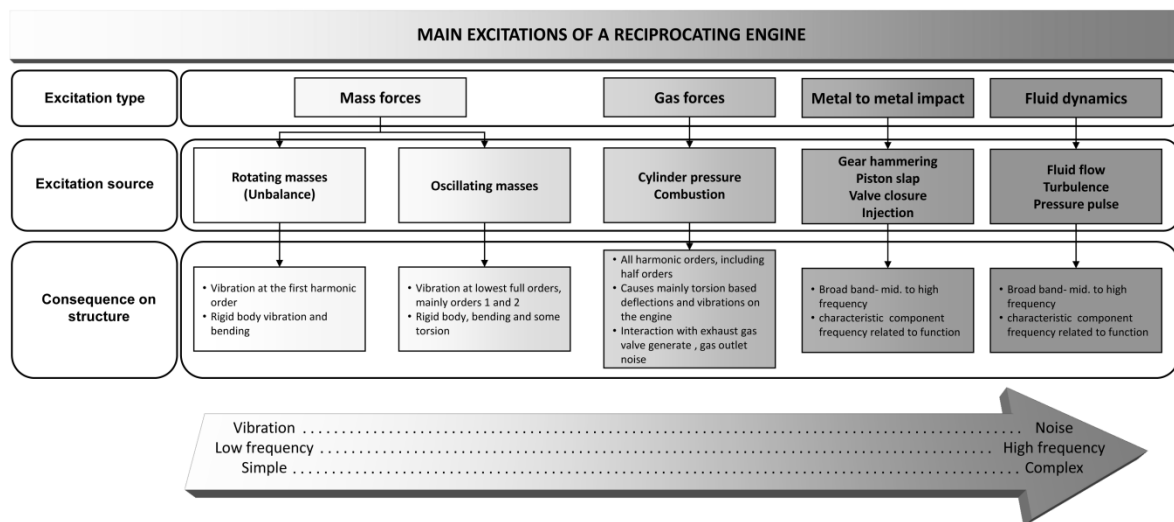 MAIN EXCITATIONS OF A RECIPROCATING ENGINE
Excitation type
Mass forces
Gas forces
Metal to metal impact
Fluid dynamics
Excitation source
Rotating masses
(Unbalance)
Oscillating masses
Cylinder pressure
Combustion
Gear hammering
Piston slap
Valve closure
Injection
Fluid flow
Turbulence
Pressure pulse
Consequence on
structure
• Vibration at the first harmonic
order
• Rigid body vibration and
bending
• Vibration at lowest full orders,
mainly orders 1 and 2
• Rigid body, bending and some
torsion
• All harmonic orders, including
half orders
• Causes mainly torsion based
deflections and vibrations on
the engine
• Interaction with exhaust gas
valve generate , gas outlet
noise
• Broad band- mid. to high
frequency
• characteristic component
frequency related to function
• Broad band- mid. to high
frequency
• characteristic component
frequency related to function
Vibration . . . . . . . . . . . . . . . . . . . . . . . . . . . . . . Noise
Low frequency . . . . . . . . . . . . . . . . . . . . . . . . . . . . . . High frequency
Simple . . . . . . . . . . . . . . . . . . . . . . . . . . . . . . Complex